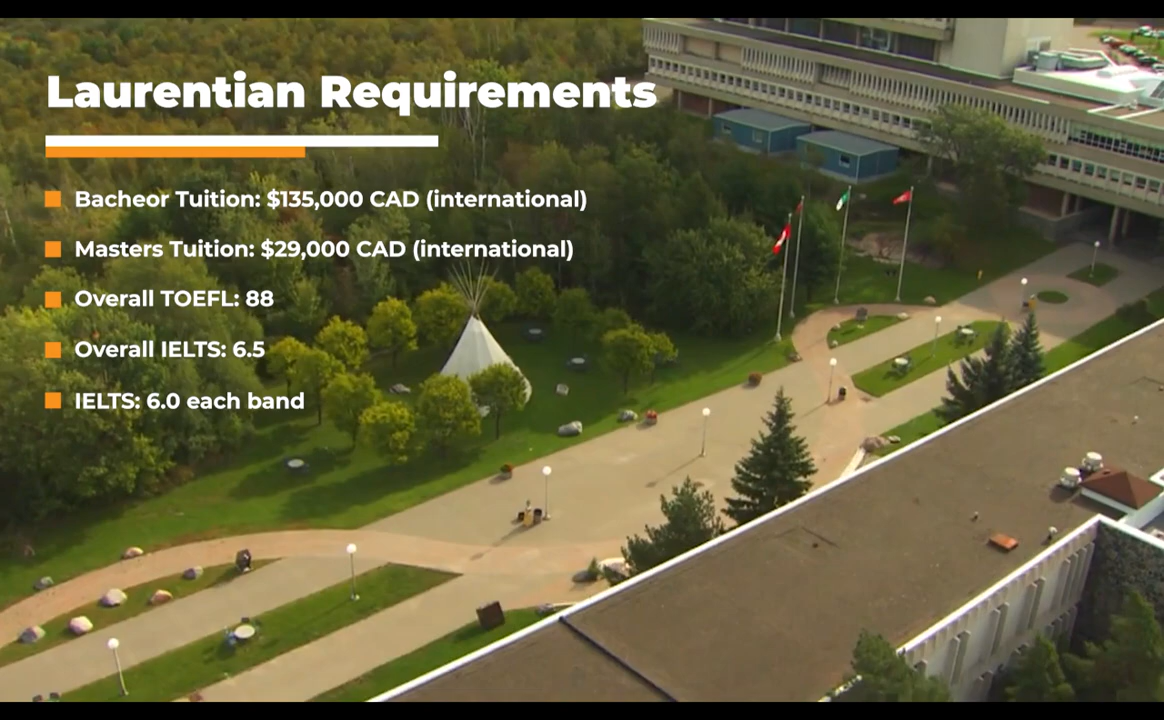 Laurentian Requirements
Bacheor Tuition: $135,000 CAD (international)
Masters Tuition: $29,000 CAD (international)
Overall TOEFL: 88
Overall IELTS: 6.5
IELTS: 6.0 each band